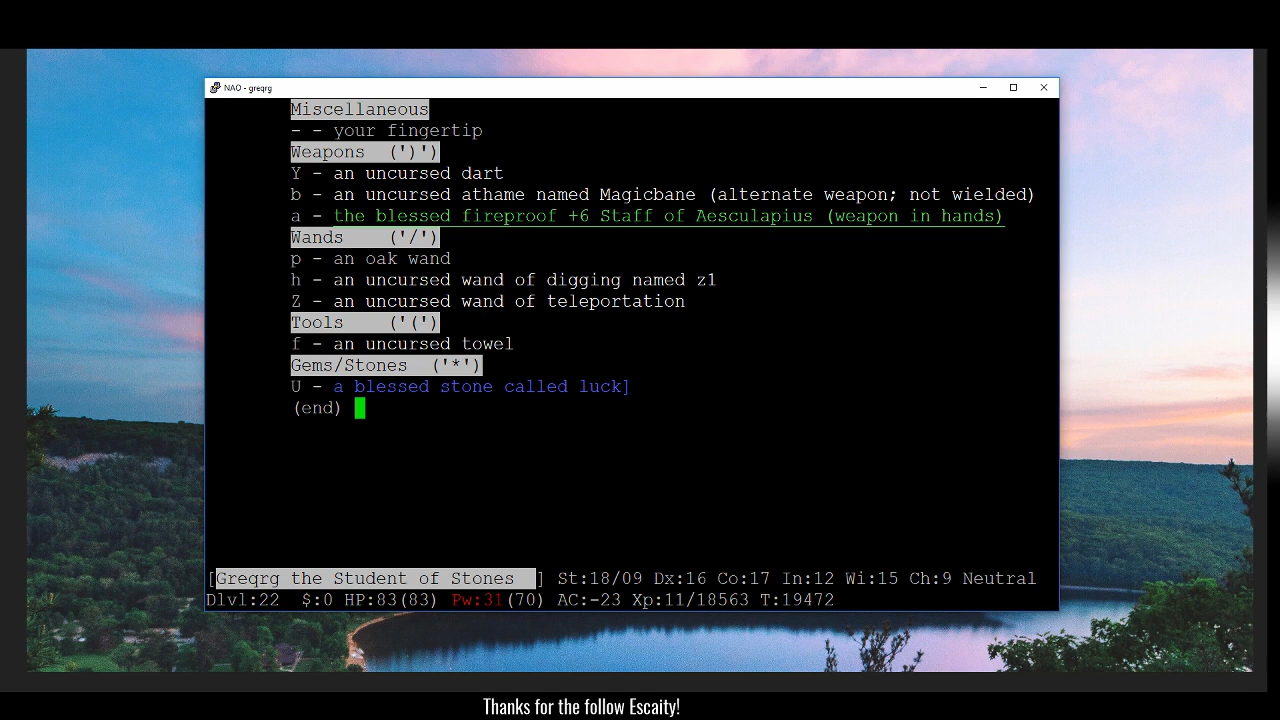 NAO - greqrg
Miscellaneous
- - your fingertip
Weapons (')')
Y - an uncursed dart
b - an uncursed athame named Magicbane (alternate weapon; not wielded)
a - the blessed fireproof +6 Staff of Aesculapius (weapon in hands)
Wands ('/')
p - an oak wand
h - an uncursed wand of digging named z1
Z - an uncursed wand of teleportation
Tools ('(')
f - an uncursed towel
Gems/Stones ('*')
U - a blessed stone called luck]
(end)
[Greqrg the Student of Stones ] St:18/09 Dx:16 Co:17 In:12 Wi:15 Ch:9 Neutral
Dlvl:22 $:0 HP:83(83) Pw:31(70) AC:-23 Xp:11/18563 T:19472
Thanks for the follow Escaity!